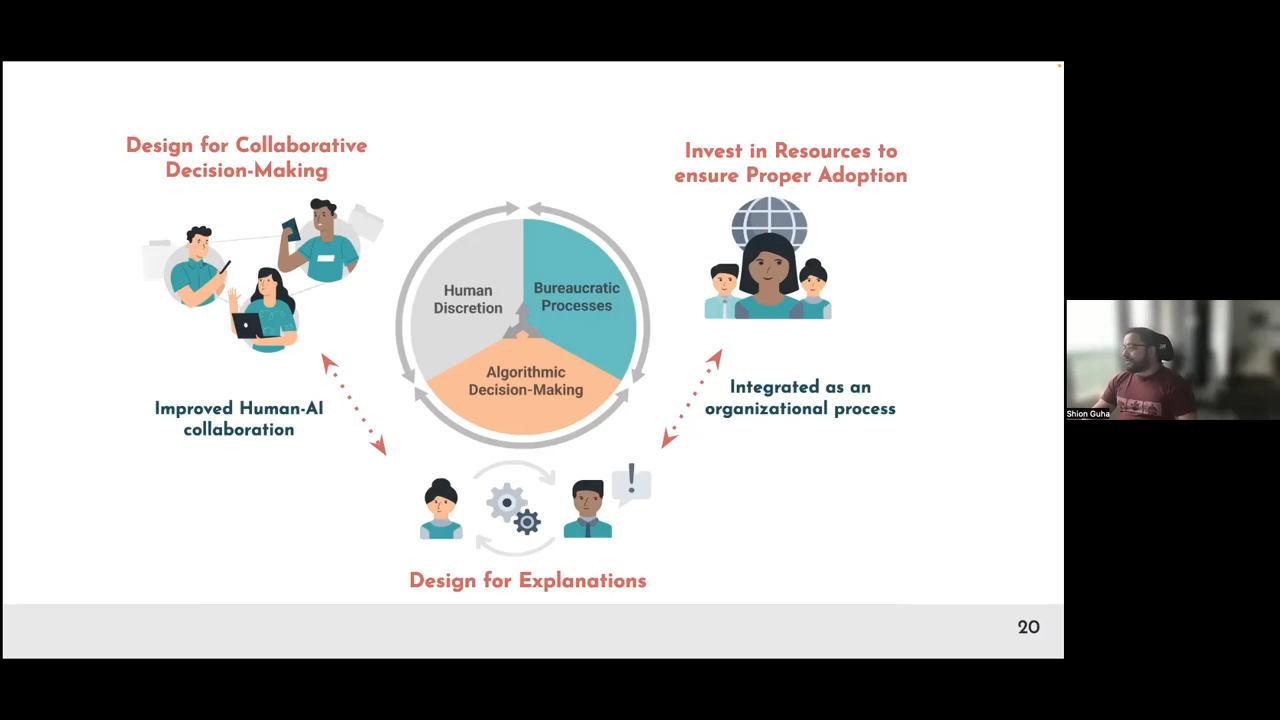 Design for Collaborative
Decision-Making
Invest in Resources to
ensure Proper Adoption
Human
Discretion
Bureaucratic
Processes
Algorithmic
Decision-Making
Improved Human-AI
collaboration
Integrated as an
organizational process
!
Design for Explanations
20
Shion Guha